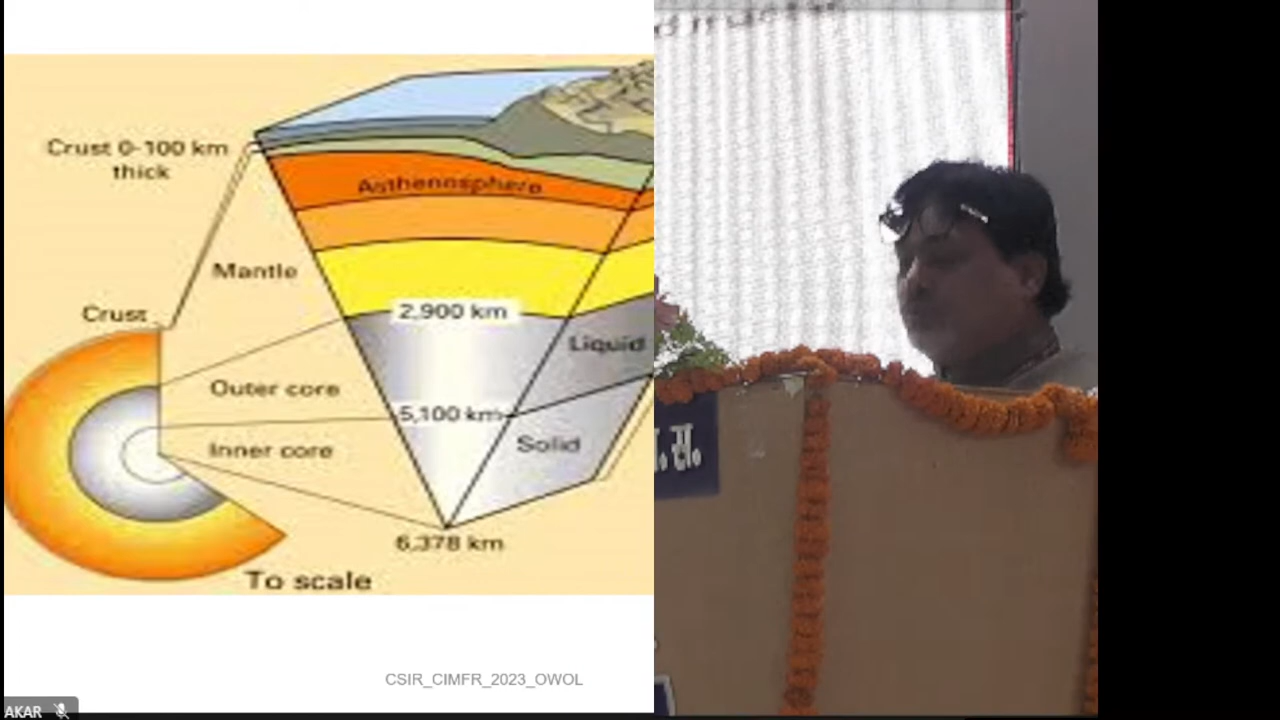 Crust 0-100 km
thick
Asthenosphere
Mantle
Crust
2,900 km
Liquid
Outer core
5,100 km
Solid
Inner core
6,378 km
To scale
CSIR_CIMFR_2023_OWOL
AKAR